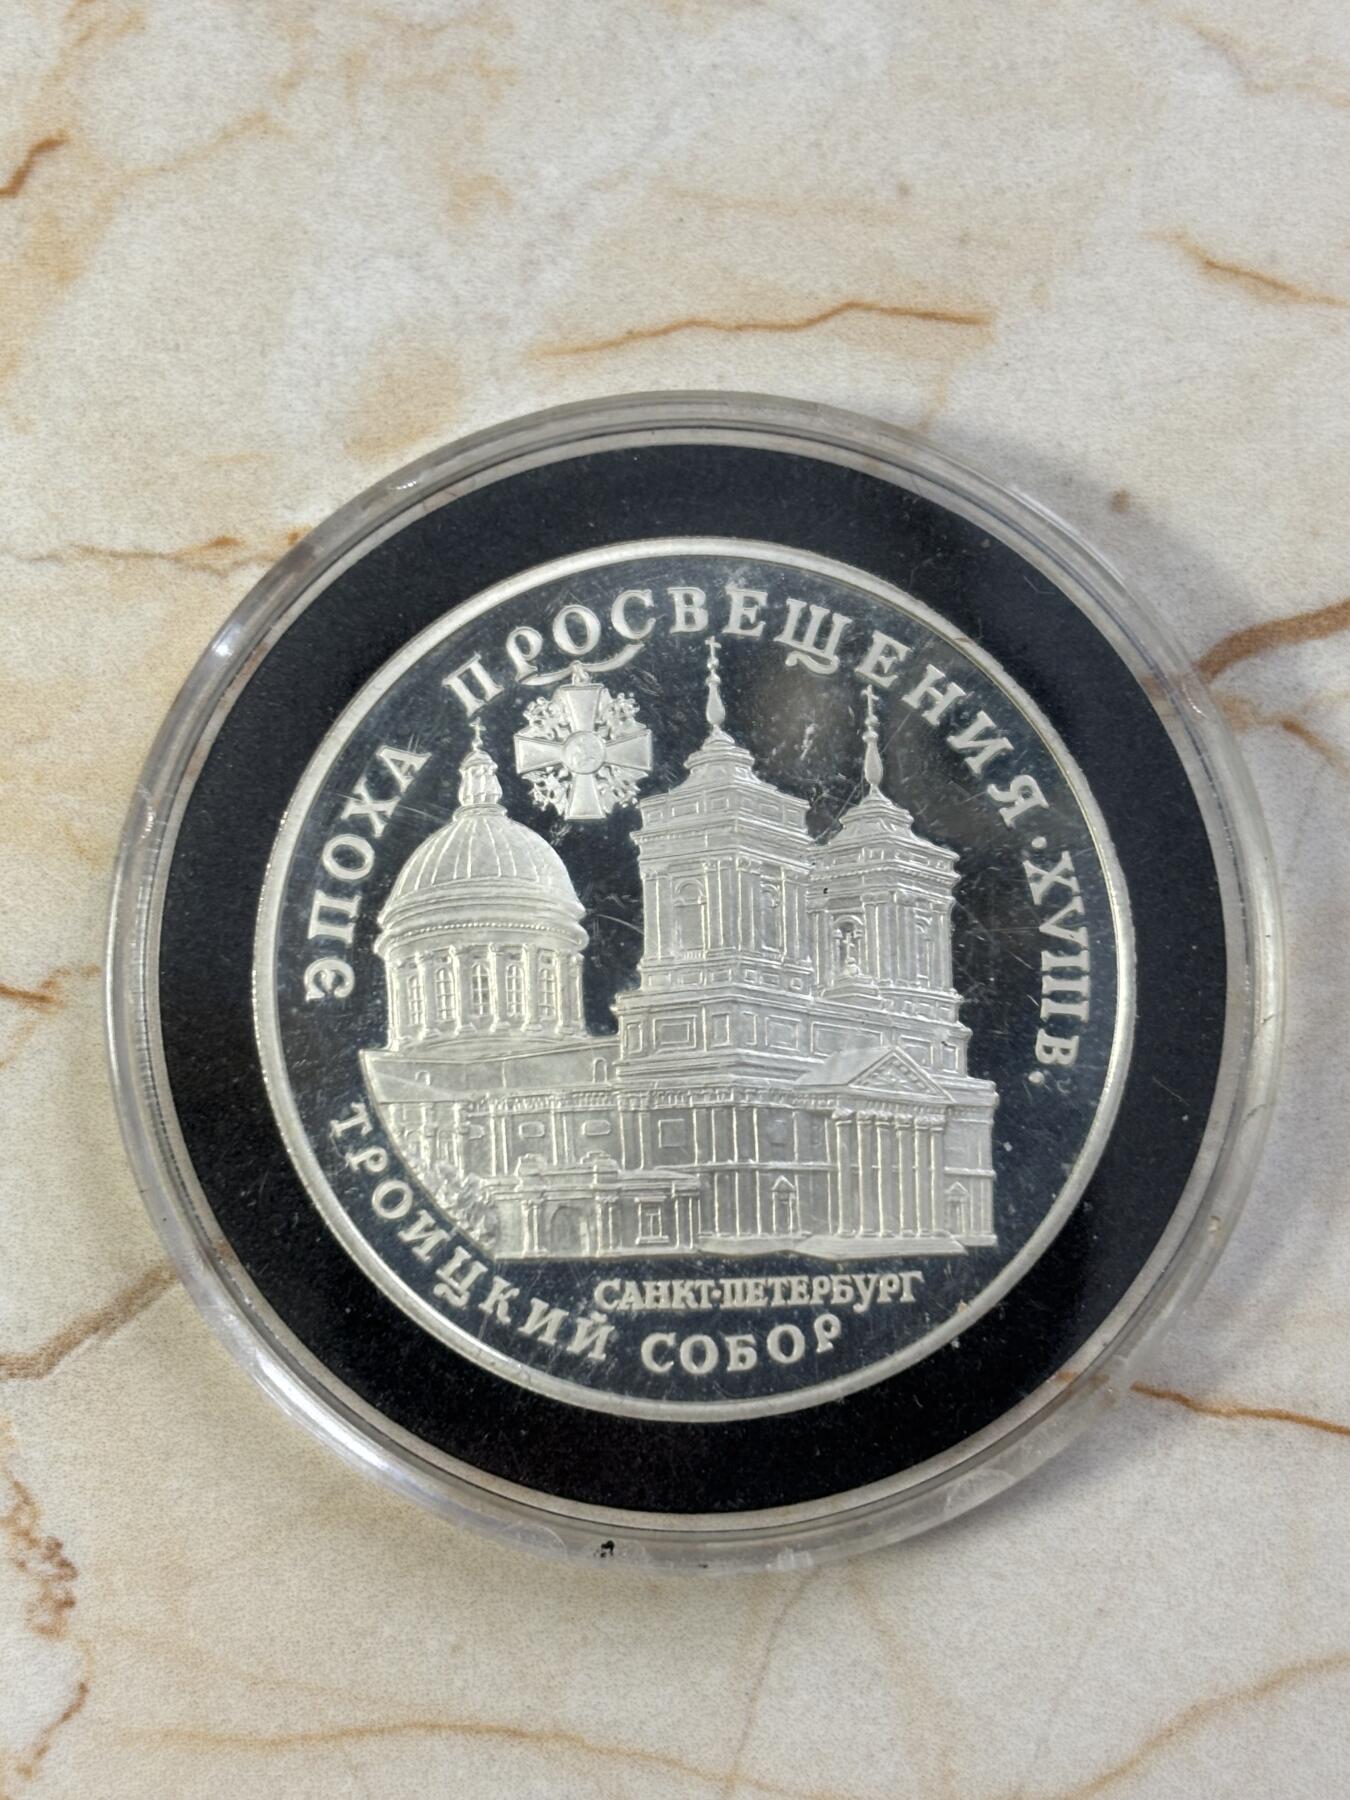 ЭПОХА ПРОСВЕЩЕНИЯ·XVIII В.
САНКТ-ПЕТЕРБУРГ
ТРОИЦКИЙ СОБОР